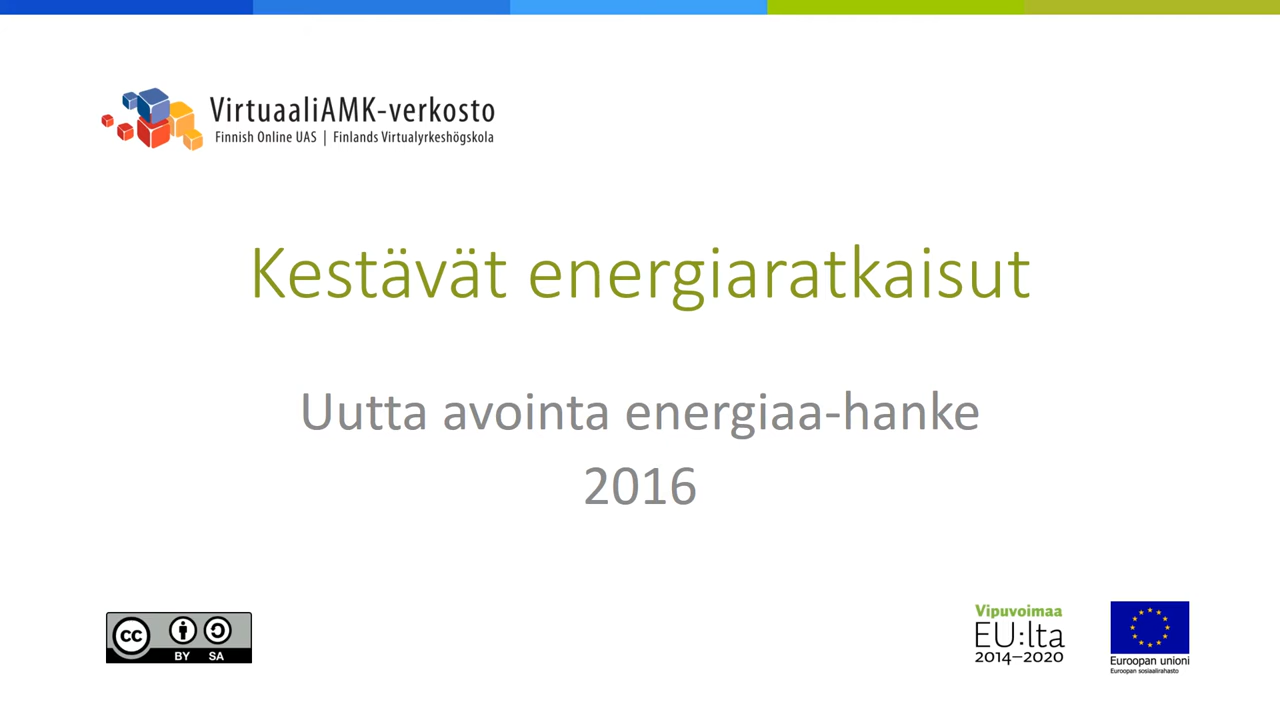 VirtuaaliAMK-verkosto
Finnish Online UAS | Finlands Virtualyrkeshögskola
Kestävät energiaratkaisut
Uutta avointa energiaa-hanke
2016
cc
BY SA
Vipuvoimaa
EU:lta
2014–2020
Euroopan unioni
Euroopan sosiaalirahasto